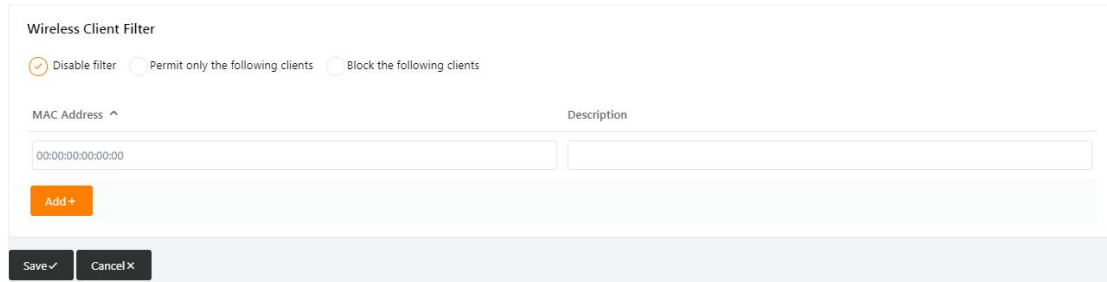 Wireless Client Filter
Disable filter Permit only the following clients Block the following clients
MAC Address Description
00:00:00:00:00:00
Add+
Save Cancel